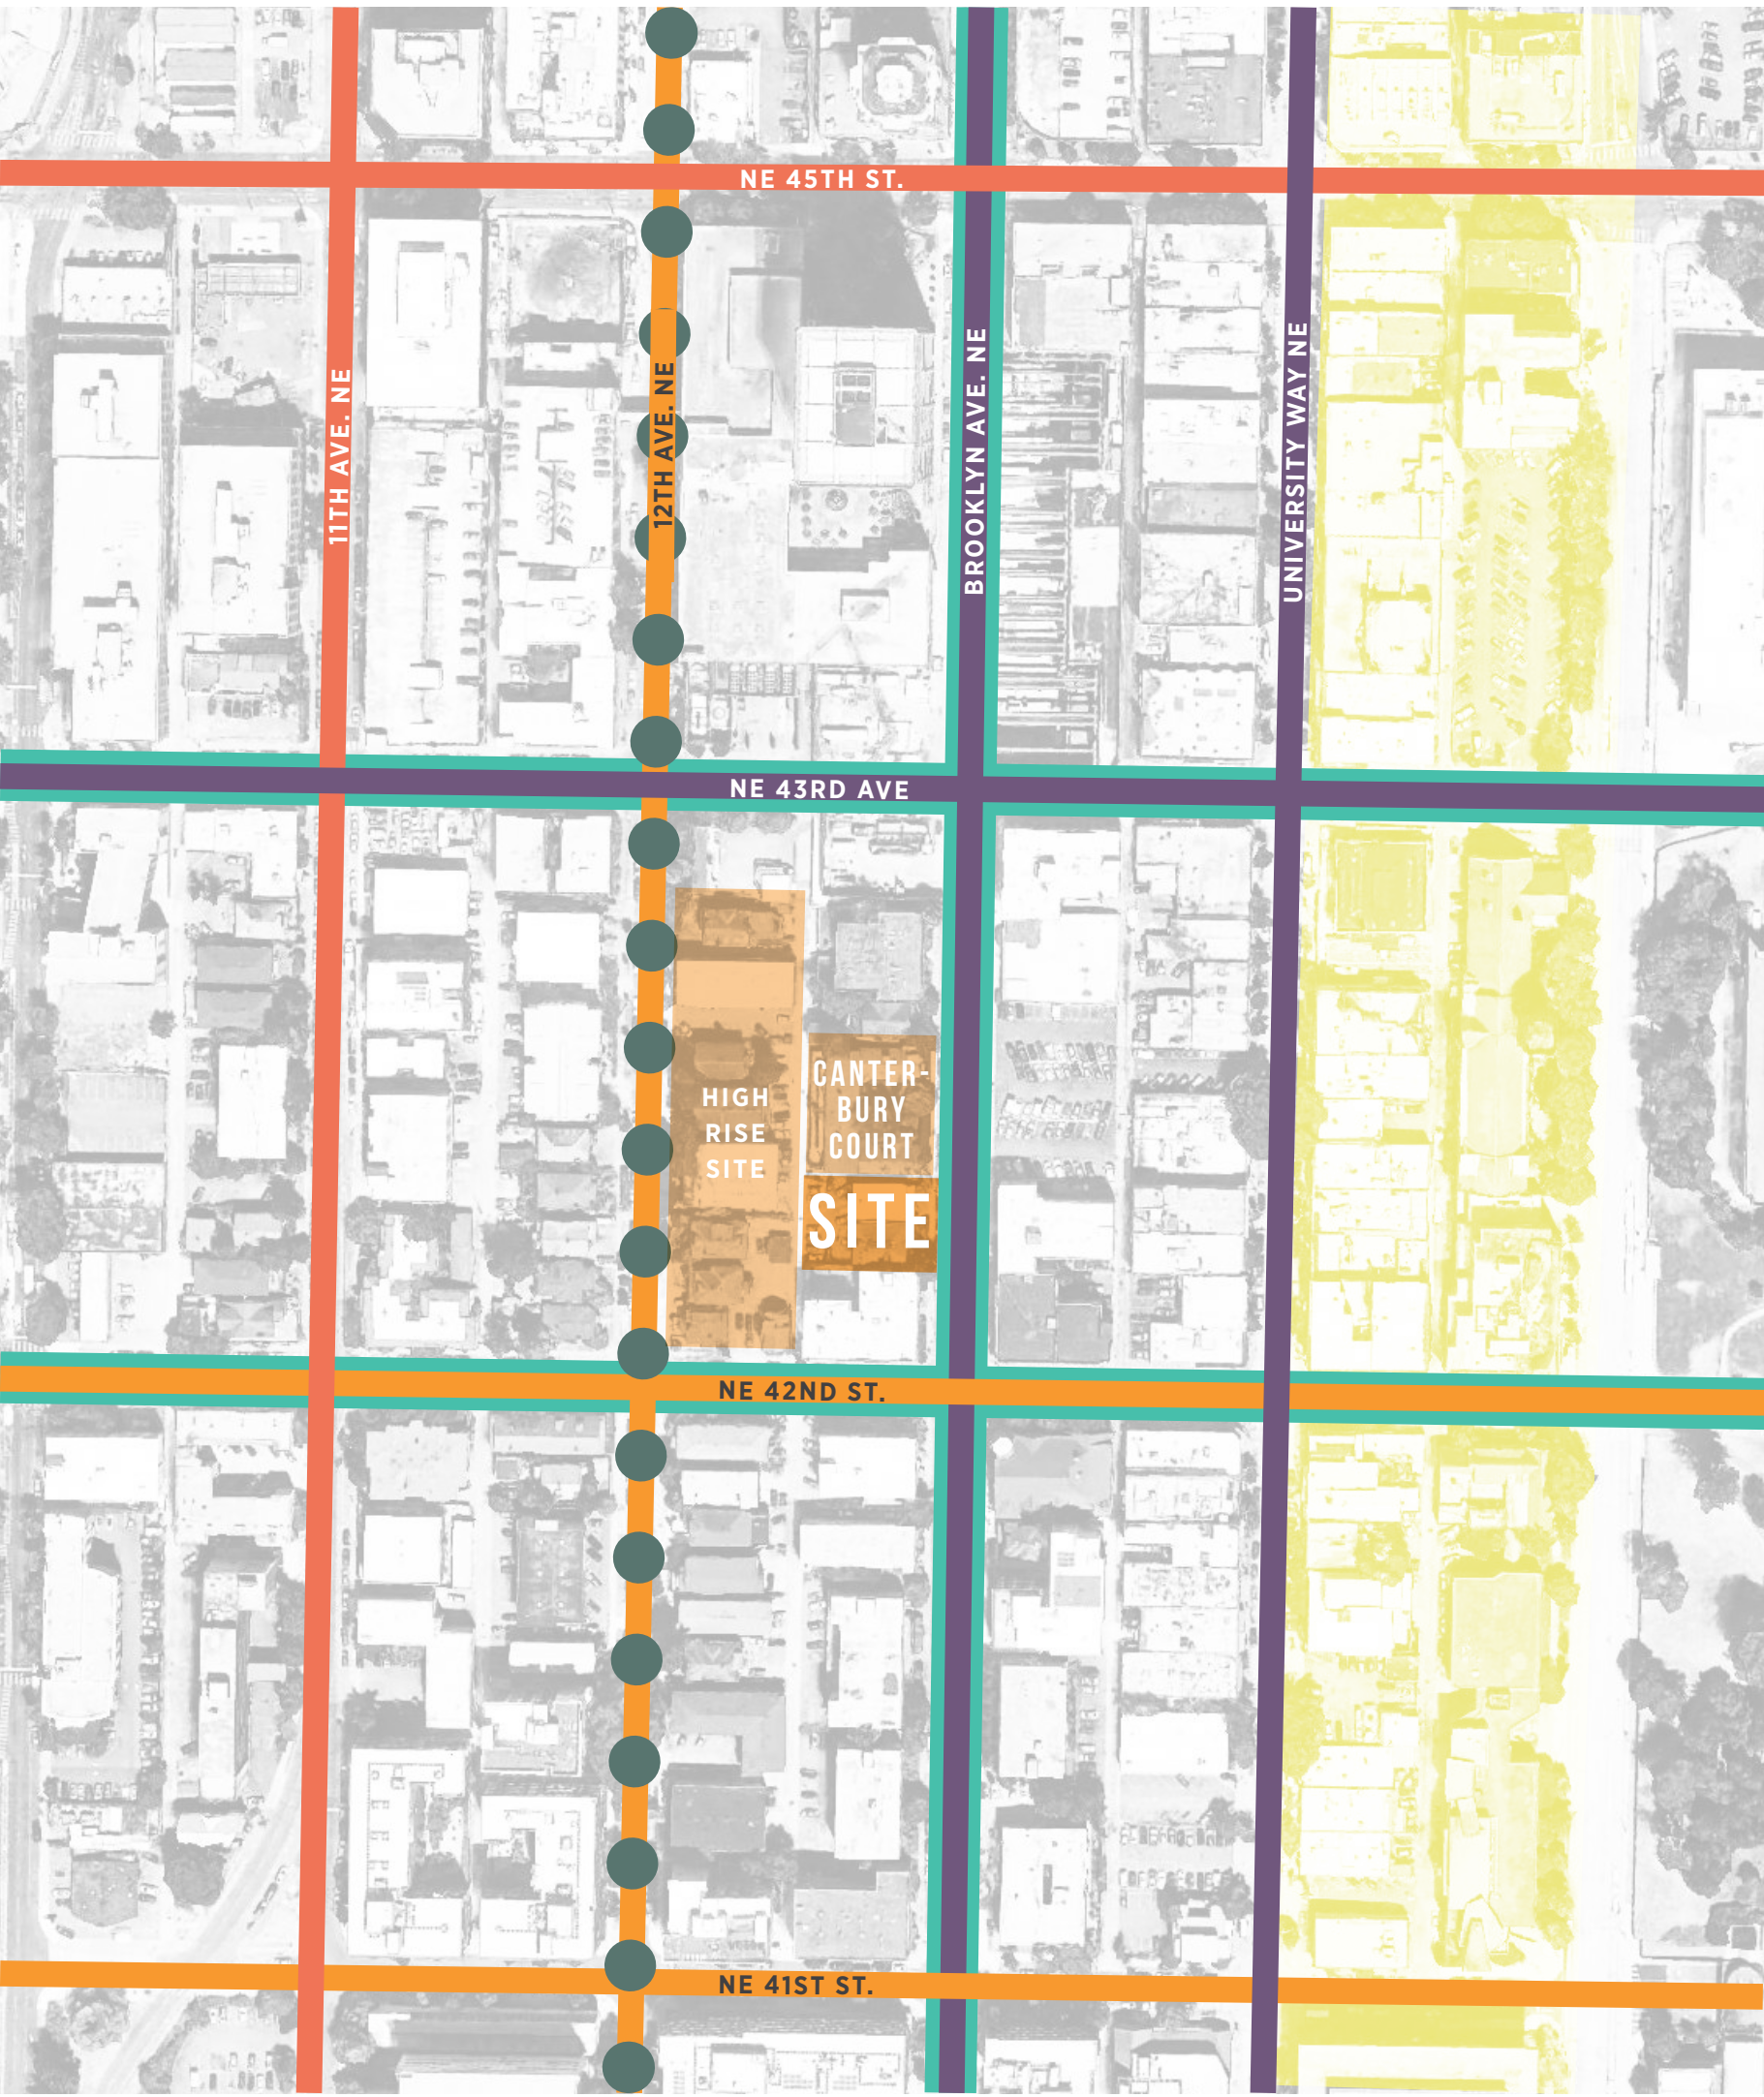 NE 45TH ST.
11TH AVE. NE
12TH AVE. NE
BROOKLYN AVE. NE
UNIVERSITY WAY NE
NE 43RD AVE
HIGH
RISE
SITE
CANTER-
BURY
COURT
SITE
NE 42ND ST.
NE 41ST ST.